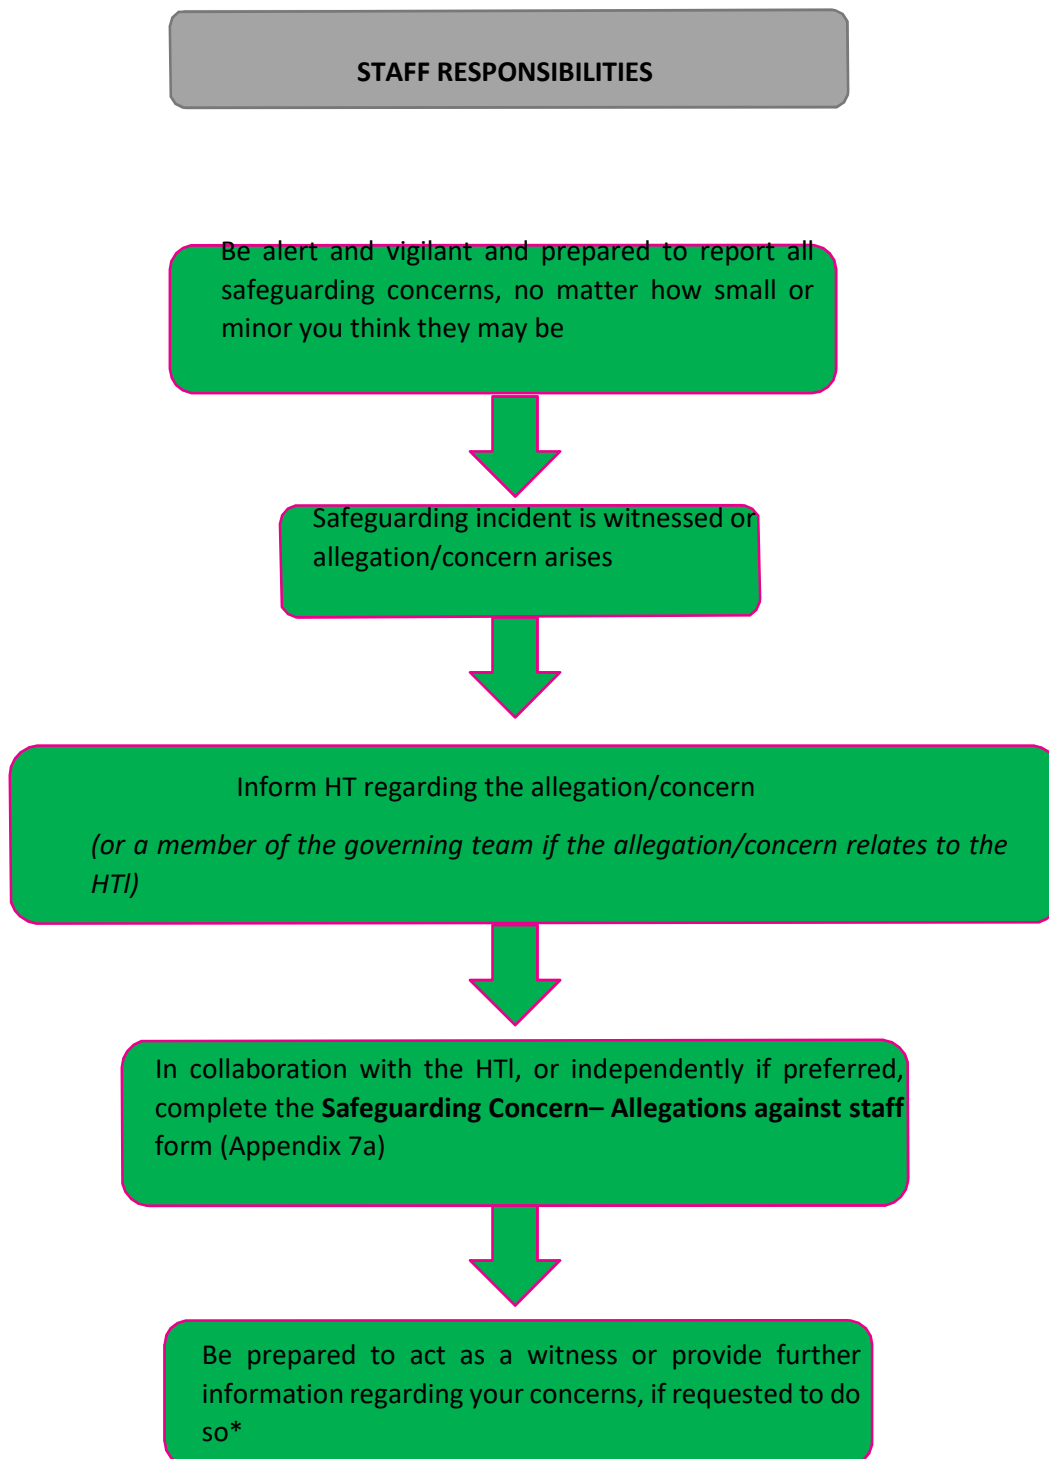 STAFF RESPONSIBILITIES
Be alert and vigilant and prepared to report all
safeguarding concerns, no matter how small or
minor you think they may be
Safeguarding incident is witnessed or
allegation/concern arises
Inform HT regarding the allegation/concern
(or a member of the governing team if the allegation/concern relates to the
HTl)
In collaboration with the HTl, or independently if preferred,
complete the Safeguarding Concern– Allegations against staff
form (Appendix 7a)
Be prepared to act as a witness or provide further
information regarding your concerns, if requested to do
so*